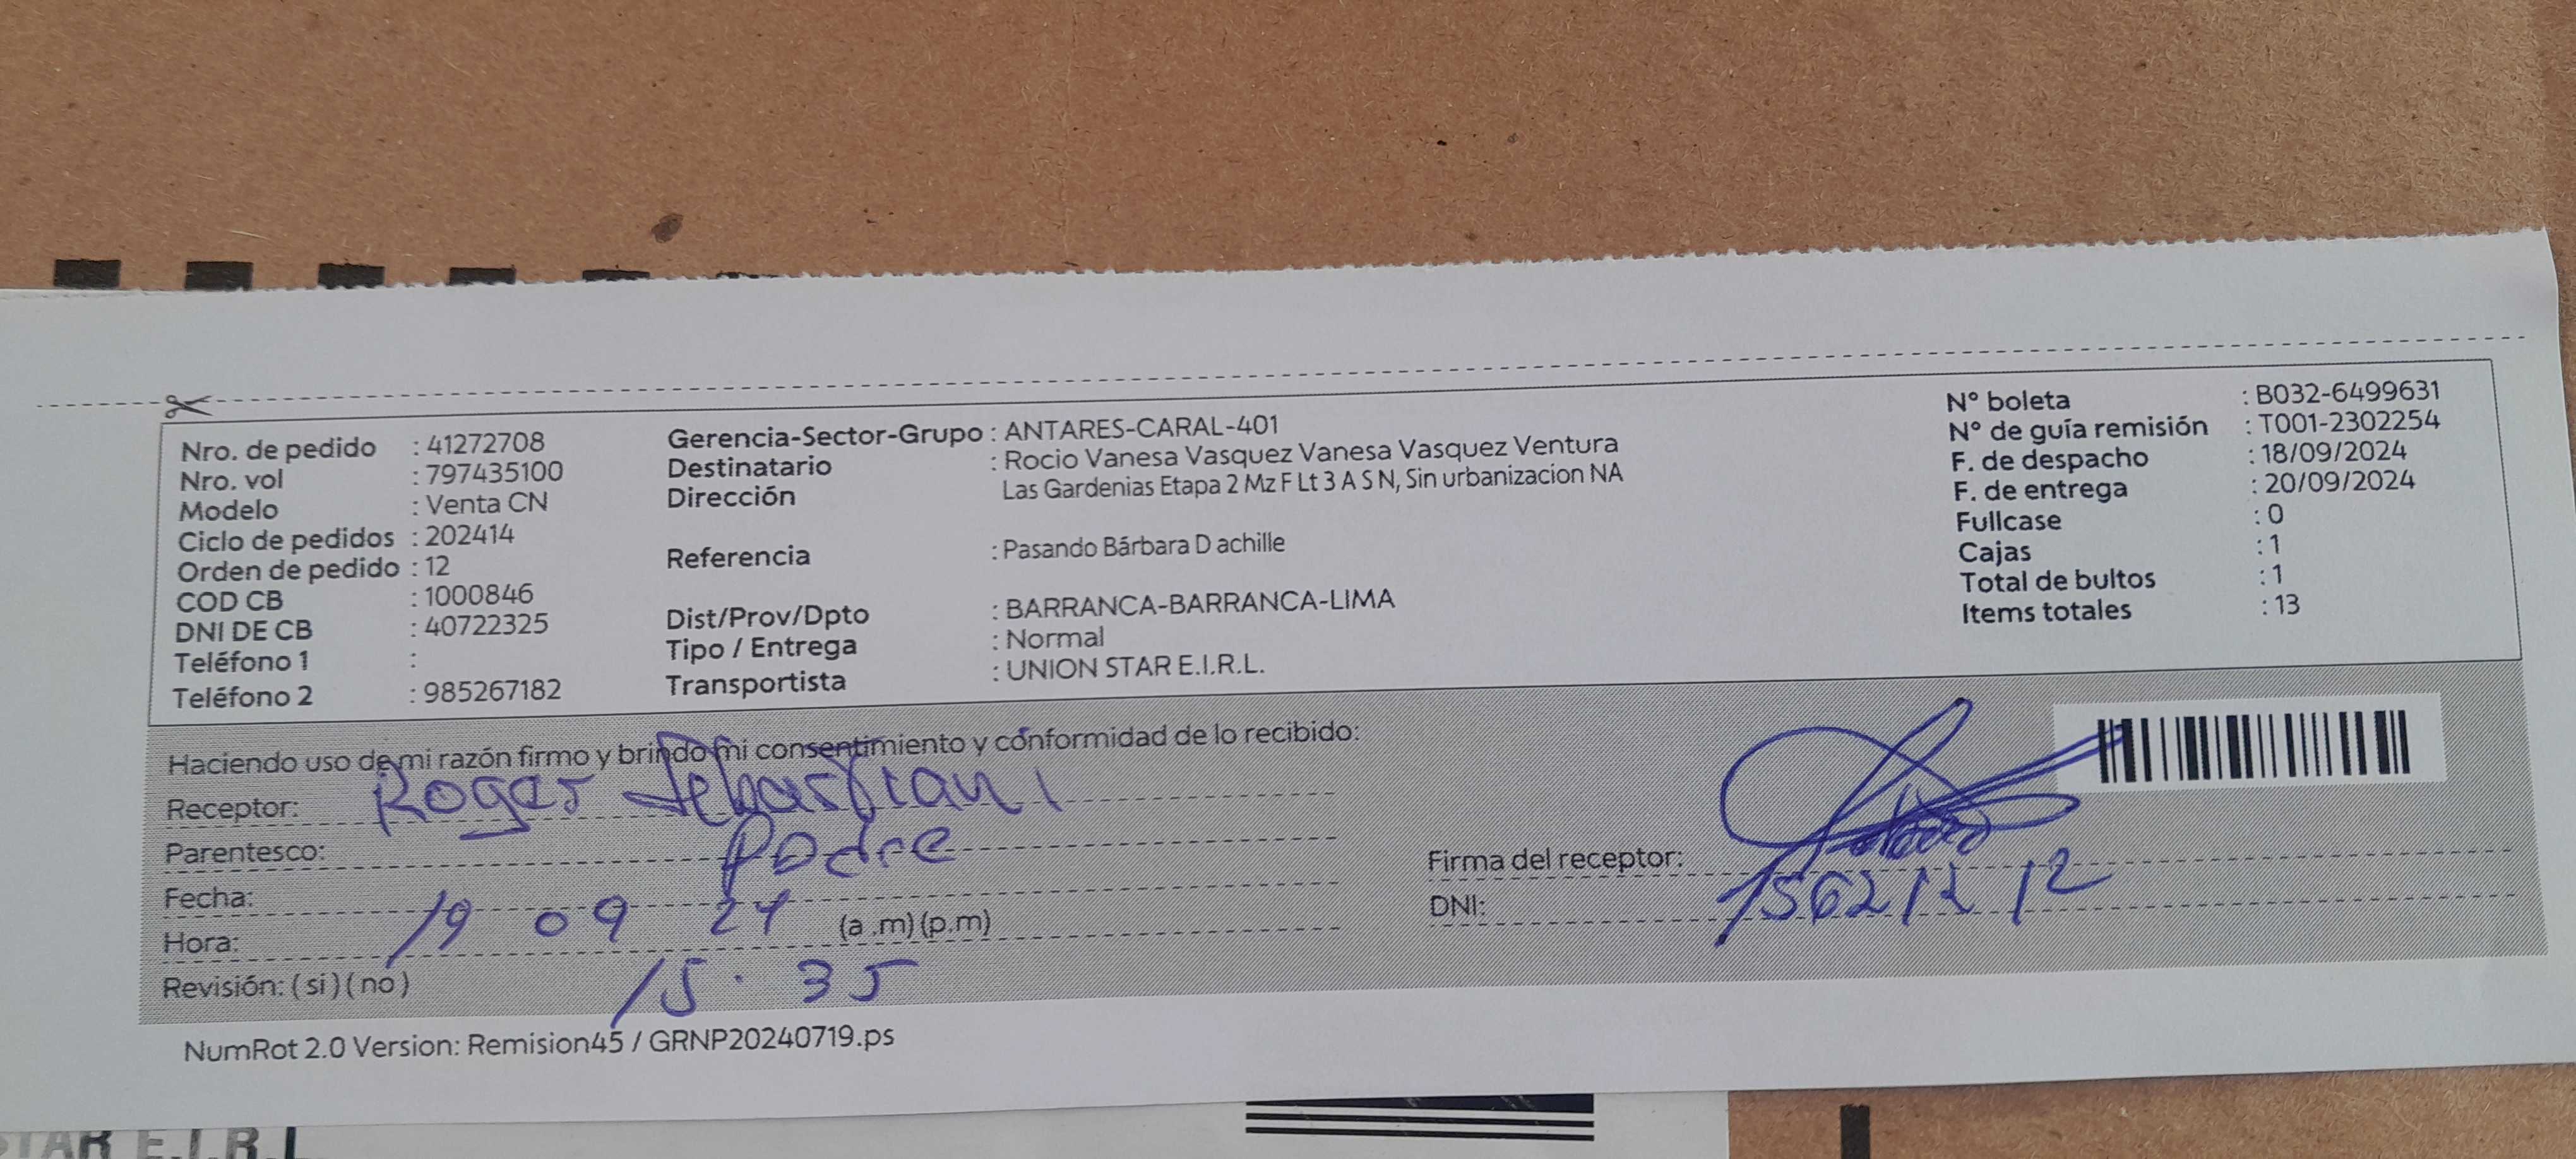 Nro. de pedido : 41272708
Nro. vol : 797435100
Modelo : Venta CN
Ciclo de pedidos : 202414
Orden de pedido : 12
COD CB : 1000846
DNI DE CB : 40722325
Teléfono 1 :
Teléfono 2 : 985267182
Gerencia-Sector-Grupo : ANTARES-CARAL-401
Destinatario : Rocio Vanesa Vasquez Vanesa Vasquez Ventura
Dirección Las Gardenias Etapa 2 Mz F Lt 3 A S N, Sin urbanizacion NA
Referencia : Pasando Bárbara D achille
Dist/Prov/Dpto : BARRANCA-BARRANCA-LIMA
Tipo / Entrega : Normal
Transportista : UNION STAR E.I.R.L.
N° boleta : B032-6499631
N° de guía remisión : T001-2302254
F. de despacho : 18/09/2024
F. de entrega : 20/09/2024
Fullcase : 0
Cajas : 1
Total de bultos : 1
Items totales : 13
Haciendo uso de mi razón firmo y brindo mi consentimiento y conformidad de lo recibido:
Receptor: Roger Sebastian
Parentesco: Padre
Fecha: 19 09 24
Hora: (a .m) (p.m)
15 . 35
Revisión: ( si ) ( no )
Firma del receptor:
DNI:
NumRot 2.0 Version: Remision45 / GRNP20240719.ps
STAR E.I.R.L.